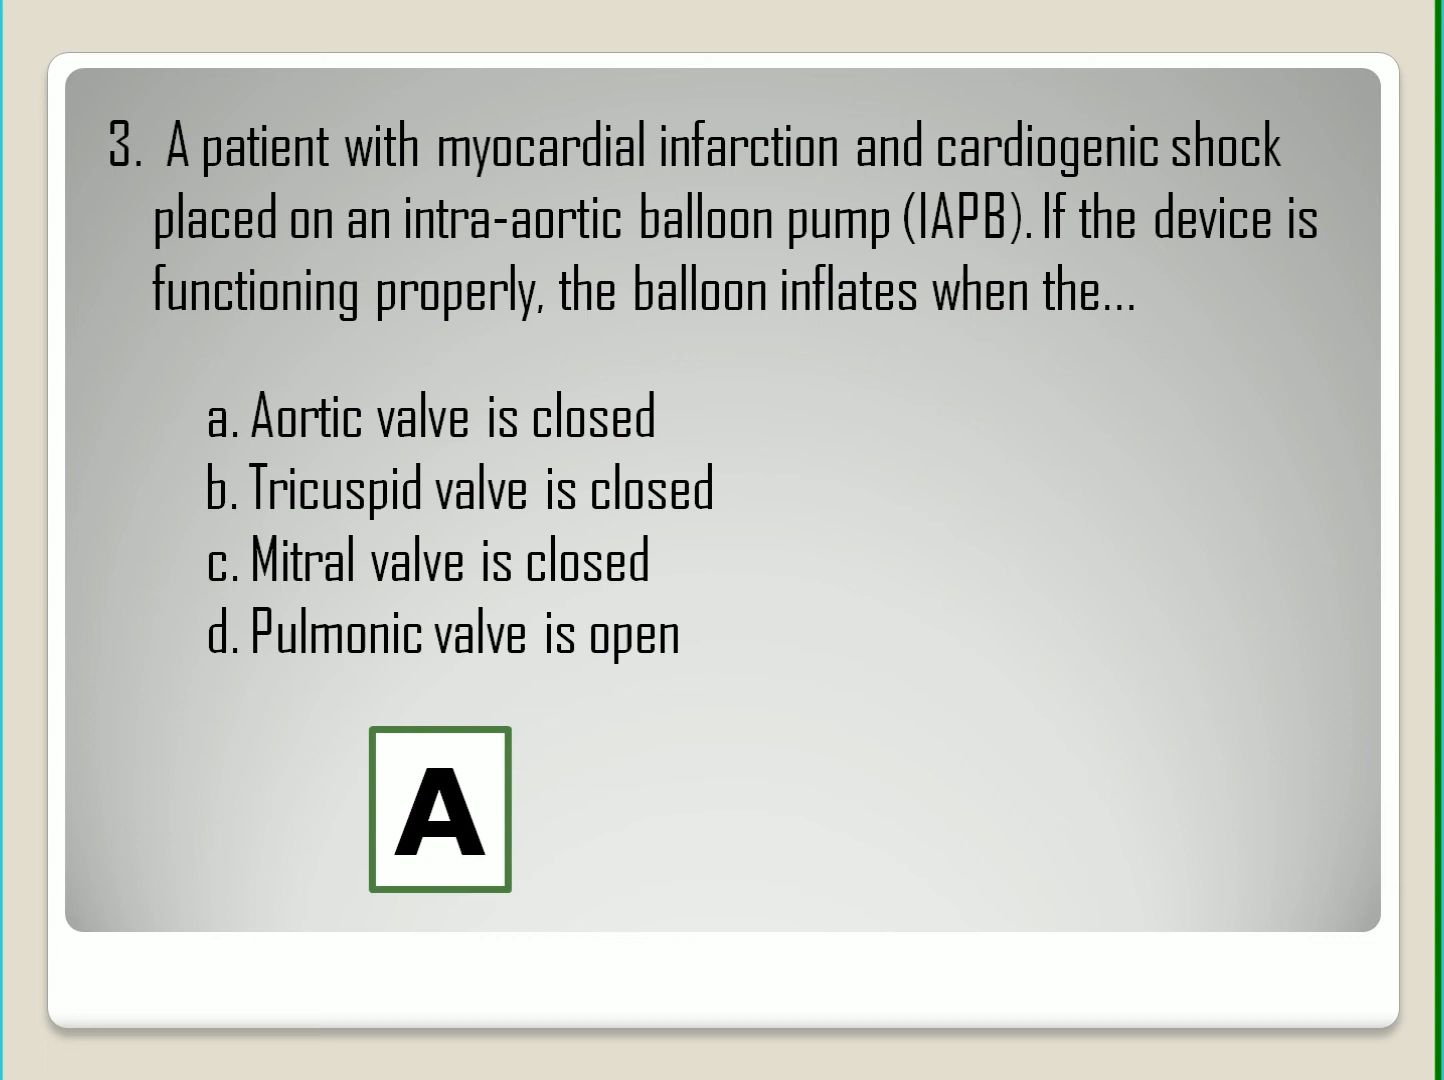 3. A patient with myocardial infarction and cardiogenic shock
placed on an intra-aortic balloon pump (IAPB). If the device is
functioning properly, the balloon inflates when the...
a. Aortic valve is closed
b. Tricuspid valve is closed
c. Mitral valve is closed
d. Pulmonic valve is open
A